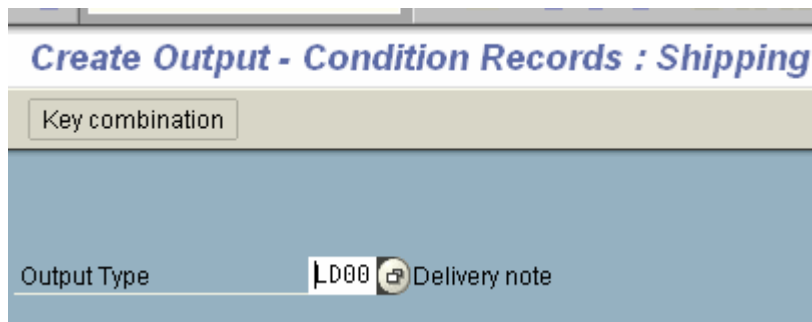 Create Output - Condition Records : Shipping
Key combination
Output Type LD00 Delivery note